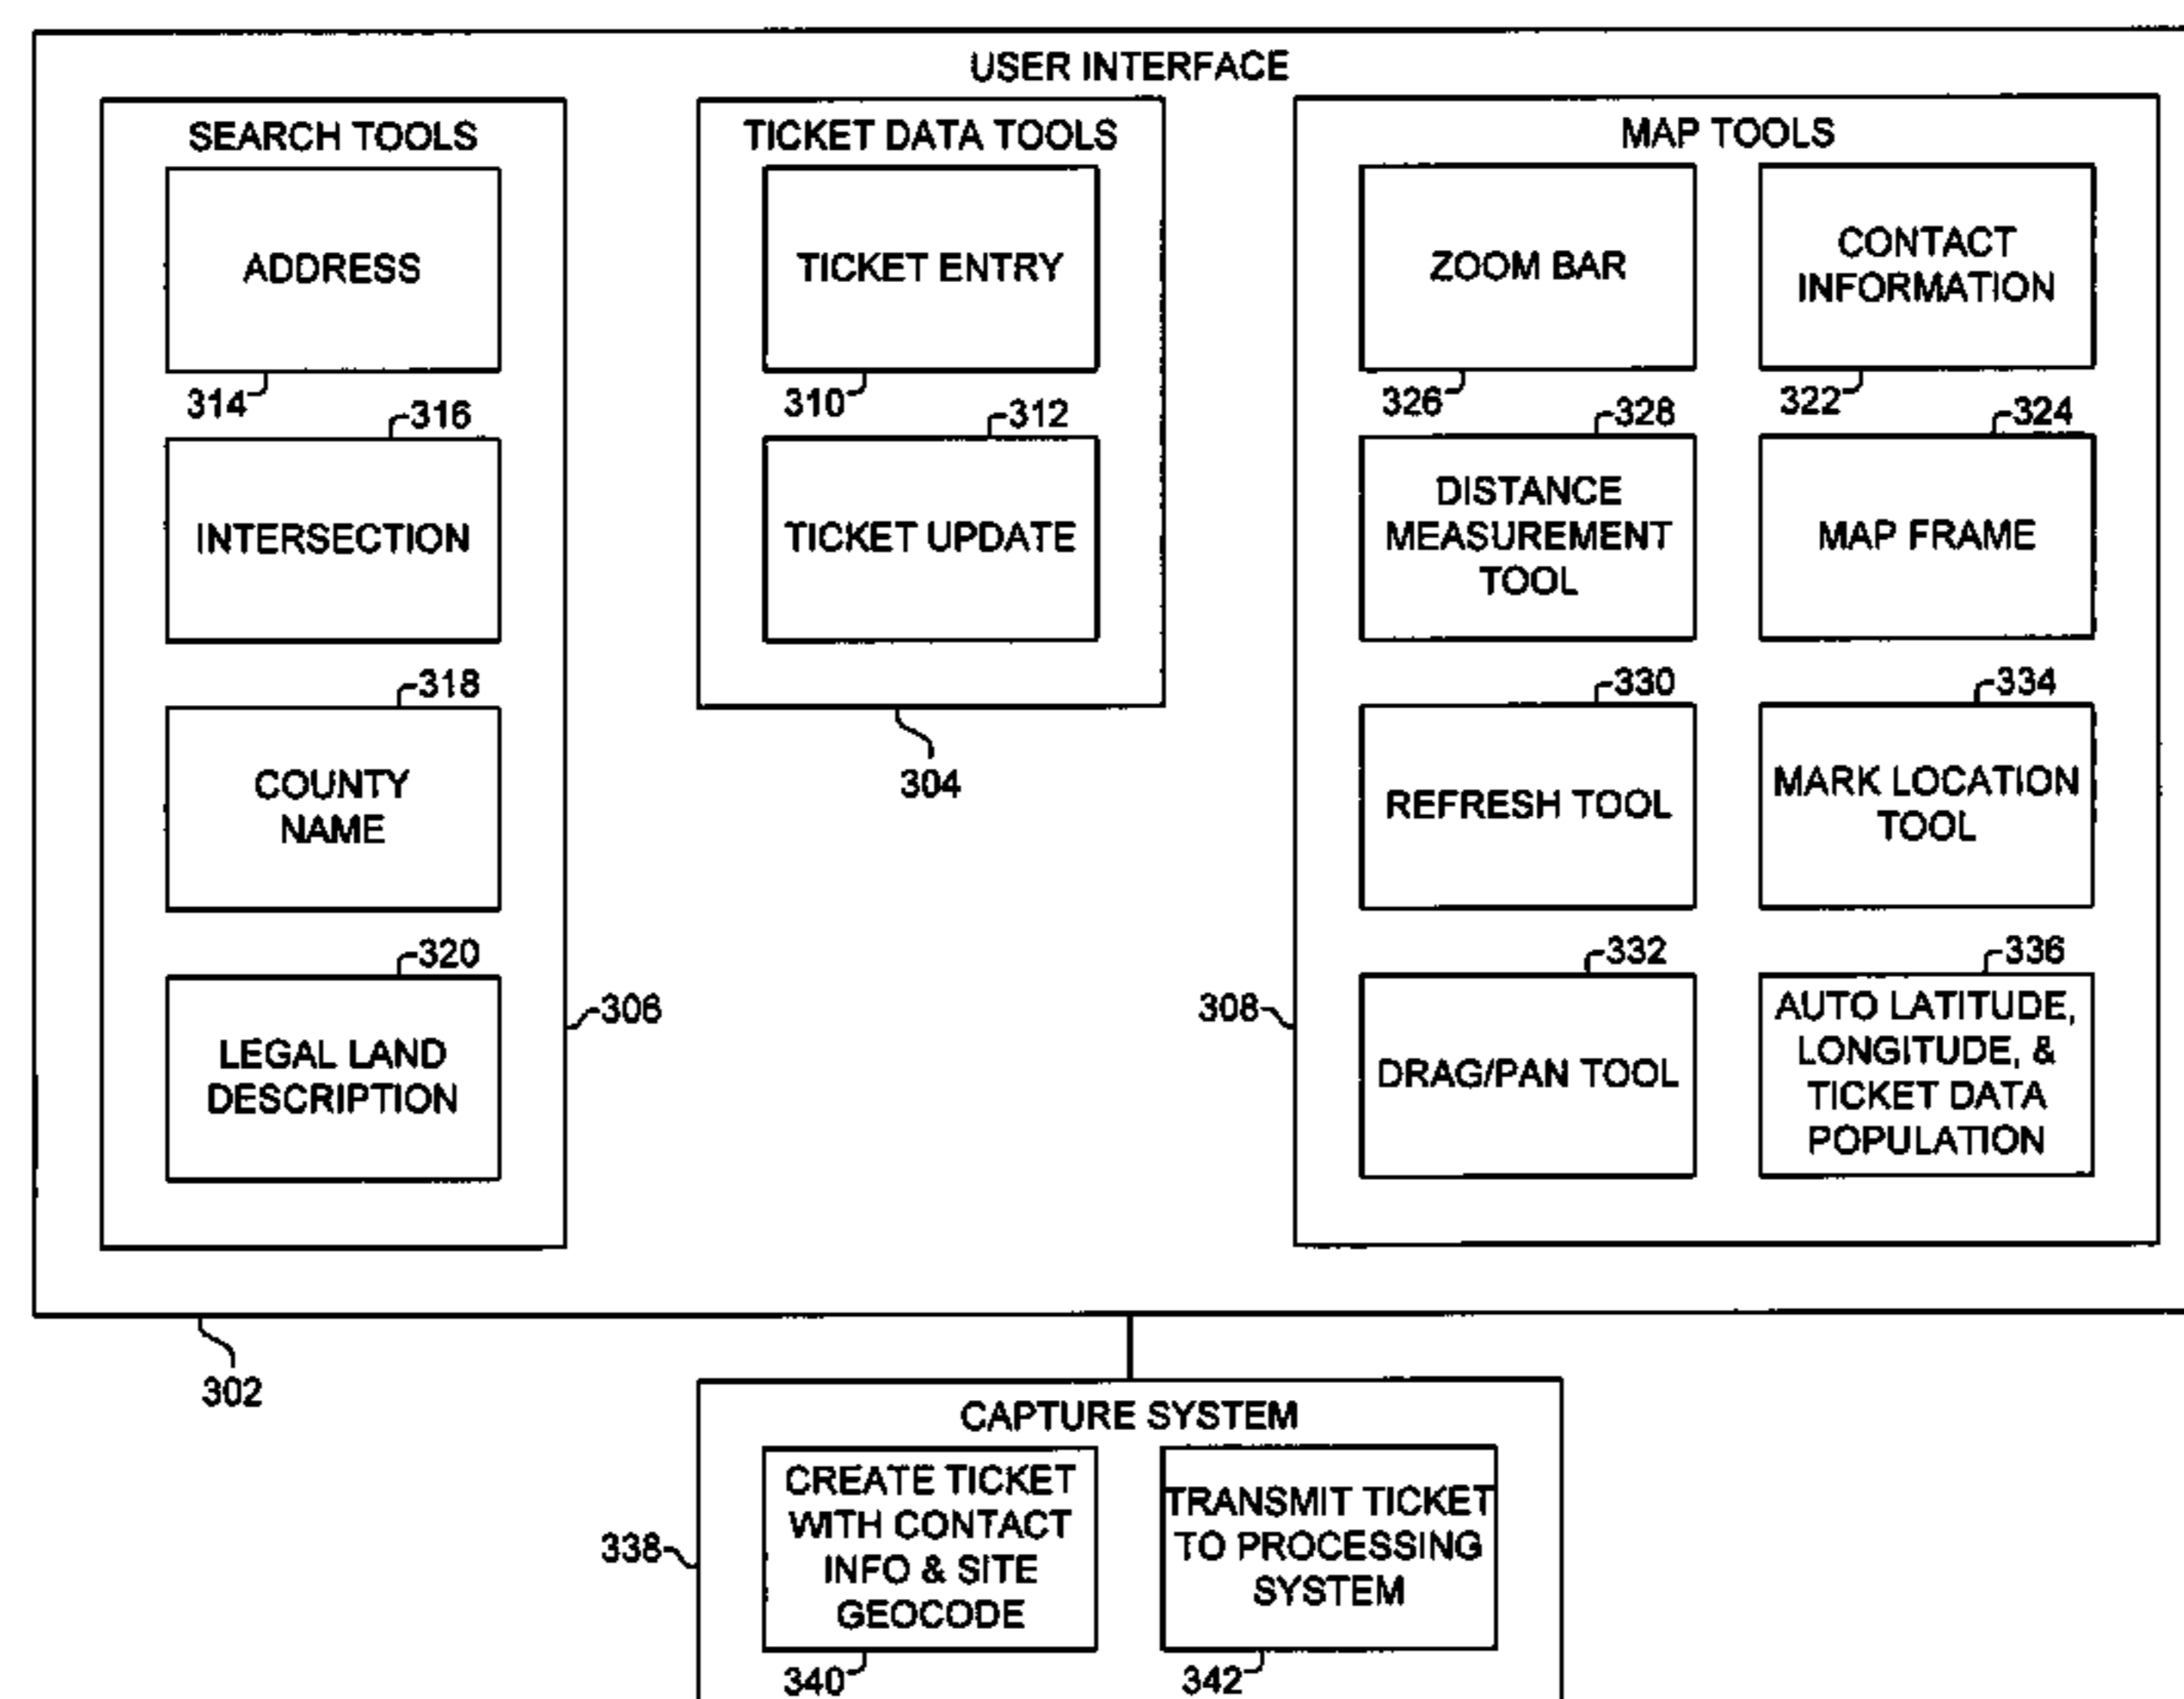 USER INTERFACE
SEARCH TOOLS
ADDRESS
314
316
INTERSECTION
318
COUNTY
NAME
320
LEGAL LAND
DESCRIPTION
306
TICKET DATA TOOLS
TICKET ENTRY
310
312
TICKET UPDATE
304
MAP TOOLS
ZOOM BAR
326
CONTACT
INFORMATION
322
328
DISTANCE
MEASUREMENT
TOOL
324
MAP FRAME
330
REFRESH TOOL
334
MARK LOCATION
TOOL
332
DRAG/PAN TOOL
336
AUTO LATITUDE,
LONGITUDE, &
TICKET DATA
POPULATION
308
302
CAPTURE SYSTEM
CREATE TICKET
WITH CONTACT
INFO & SITE
GEOCODE
340
TRANSMIT TICKET
TO PROCESSING
SYSTEM
342
338